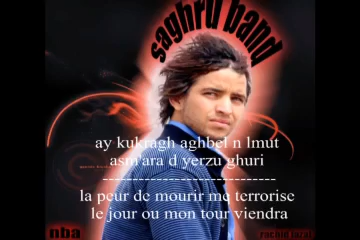 saghru band
ay kukragh aghbel n lmut
asm'ara d yerzu ghuri
la peur de mourir me terrorise
le jour ou mon tour viendra
nba